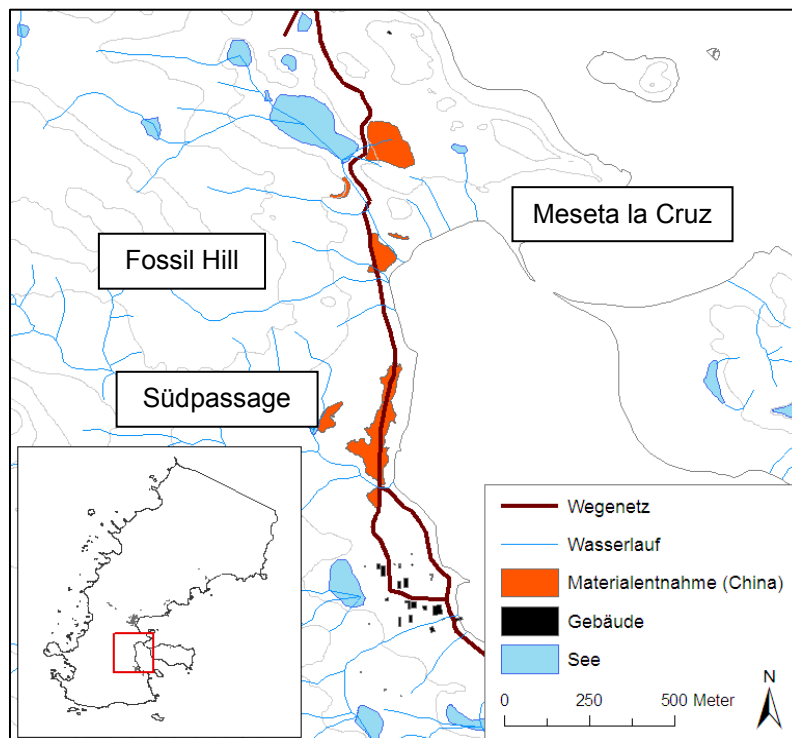 Meseta la Cruz
Fossil Hill
Südpassage
Wegenetz
Wasserlauf
Materialentnahme (China)
Gebäude
See
0 250 500 Meter
N